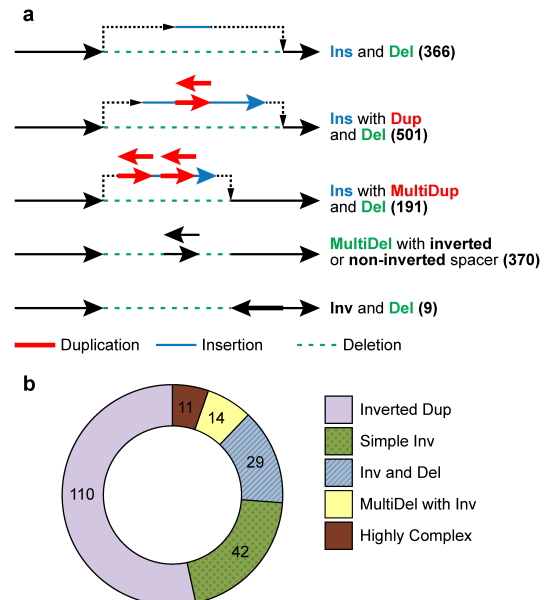 a
Ins and Del (366)
Ins with Dup
and Del (501)
Ins with MultiDup
and Del (191)
MultiDel with inverted
or non-inverted spacer (370)
Inv and Del (9)
Duplication
Insertion
Deletion
b
11
14
29
42
110
Inverted Dup
Simple Inv
Inv and Del
MultiDel with Inv
Highly Complex